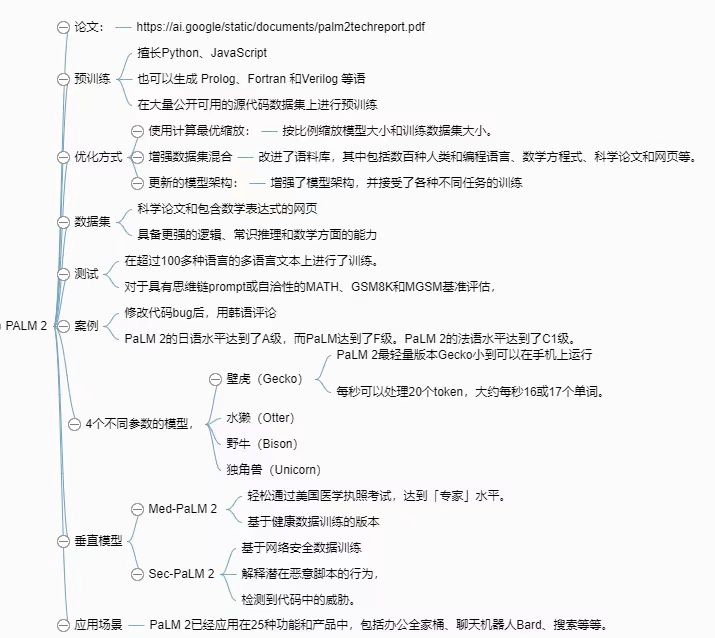 论文： https://ai.google/static/documents/palm2techreport.pdf
擅长Python、JavaScript
预训练
也可以生成 Prolog、Fortran 和Verilog 等语
在大量公开可用的源代码数据集上进行预训练
使用计算最优缩放： 按比例缩放模型大小和训练数据集大小。
优化方式
增强数据集混合 改进了语料库，其中包括数百种人类和编程语言、数学方程式、科学论文和网页等。
更新的模型架构： 增强了模型架构，并接受了各种不同任务的训练
科学论文和包含数学表达式的网页
数据集
具备更强的逻辑、常识推理和数学方面的能力
在超过100多种语言的多语言文本上进行了训练。
测试
对于具有思维链prompt或自洽性的MATH、GSM8K和MGSM基准评估，
修改代码bug后，用韩语评论
PALM 2
案例
PaLM 2的日语水平达到了A级，而PaLM达到了F级。PaLM 2的法语水平达到了C1级。
PaLM 2最轻量版本Gecko小到可以在手机上运行
壁虎（Gecko）
每秒可以处理20个token，大约每秒16或17个单词。
4个不同参数的模型，
水獭（Otter）
野牛（Bison）
独角兽（Unicorn）
轻松通过美国医学执照考试，达到「专家」水平。
Med-PaLM 2
基于健康数据训练的版本
垂直模型
基于网络安全数据训练
Sec-PaLM 2
解释潜在恶意脚本的行为，
检测到代码中的威胁。
应用场景 PaLM 2已经应用在25种功能和产品中，包括办公全家桶、聊天机器人Bard、搜索等等。